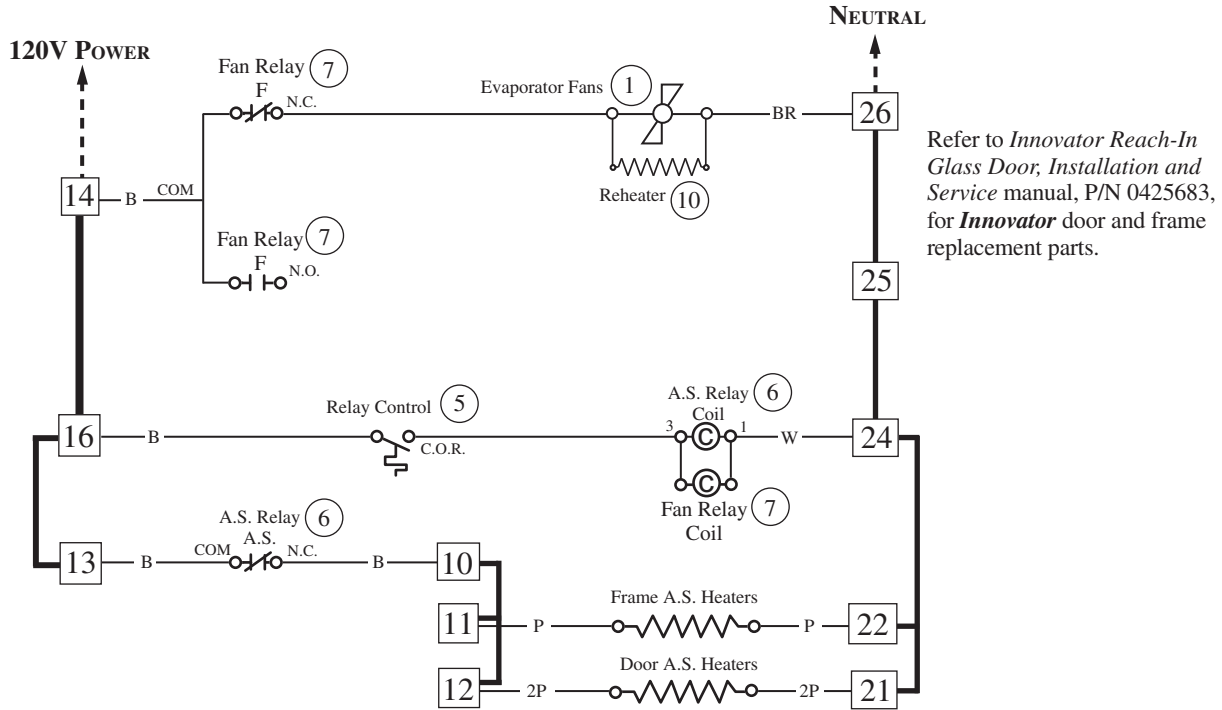 NEUTRAL
120V POWER
Fan Relay 7
F
N.C.
Evaporator Fans 1
BR
26
Reheater 10
14
B
COM
Fan Relay 7
F
N.O.
25
Refer to Innovator Reach-In
Glass Door, Installation and
Service manual, P/N 0425683,
for Innovator door and frame
replacement parts.
16
B
Relay Control 5
C.O.R.
A.S. Relay 6
Coil
3
C
1
W
24
C
Fan Relay 7
Coil
A.S. Relay 6
A.S.
13
B
COM
N.C.
B
10
Frame A.S. Heaters
11
P
P
22
Door A.S. Heaters
12
2P
2P
21